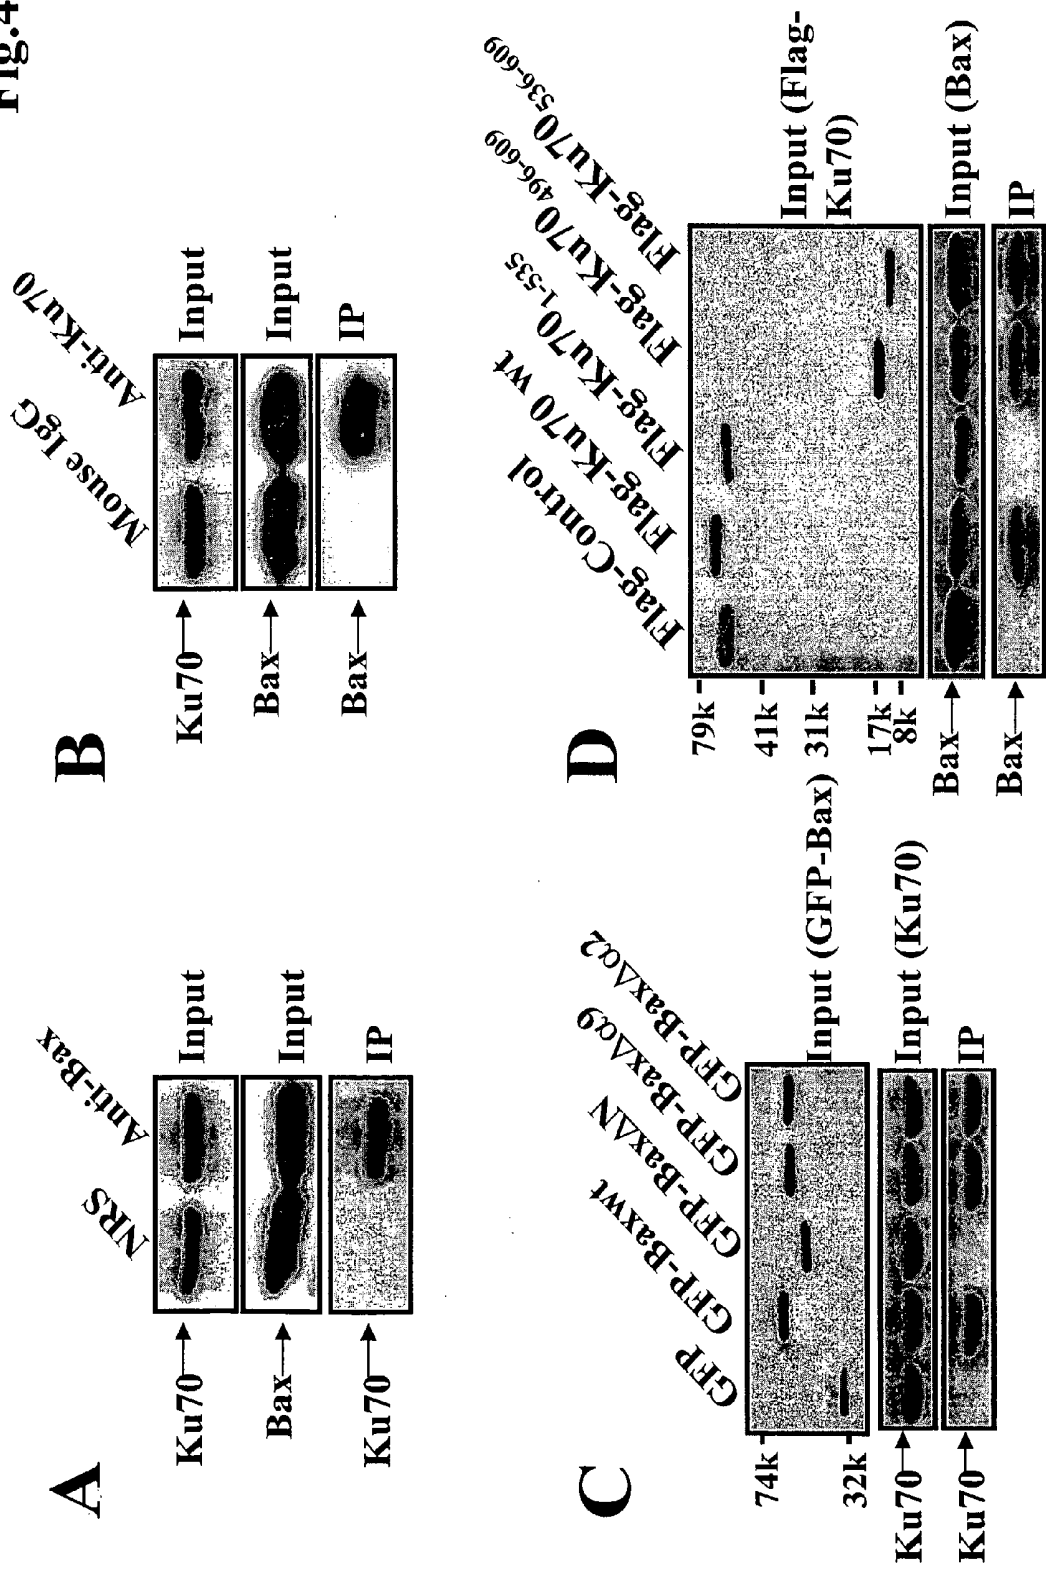 Fig.4
A
NRS
Anti-Bax
Ku70
Input
Bax
Input
Ku70
IP
B
Mouse IgG
Anti-Ku70
Ku70
Input
Bax
Input
Bax
IP
C
GFP
GFP-Baxwt
GFP-BaxΔN
GFP-BaxΔα9
GFP-BaxΔα2
74k
32k
Input (GFP-Bax)
Ku70
Input (Ku70)
Ku70
IP
D
Flag-Control
Flag-Ku70 wt
Flag-Ku70 1-535
Flag-Ku70 496-609
Flag-Ku70 536-609
79k
41k
31k
17k
8k
Input (Flag-
Ku70)
Bax
Input (Bax)
Bax
IP